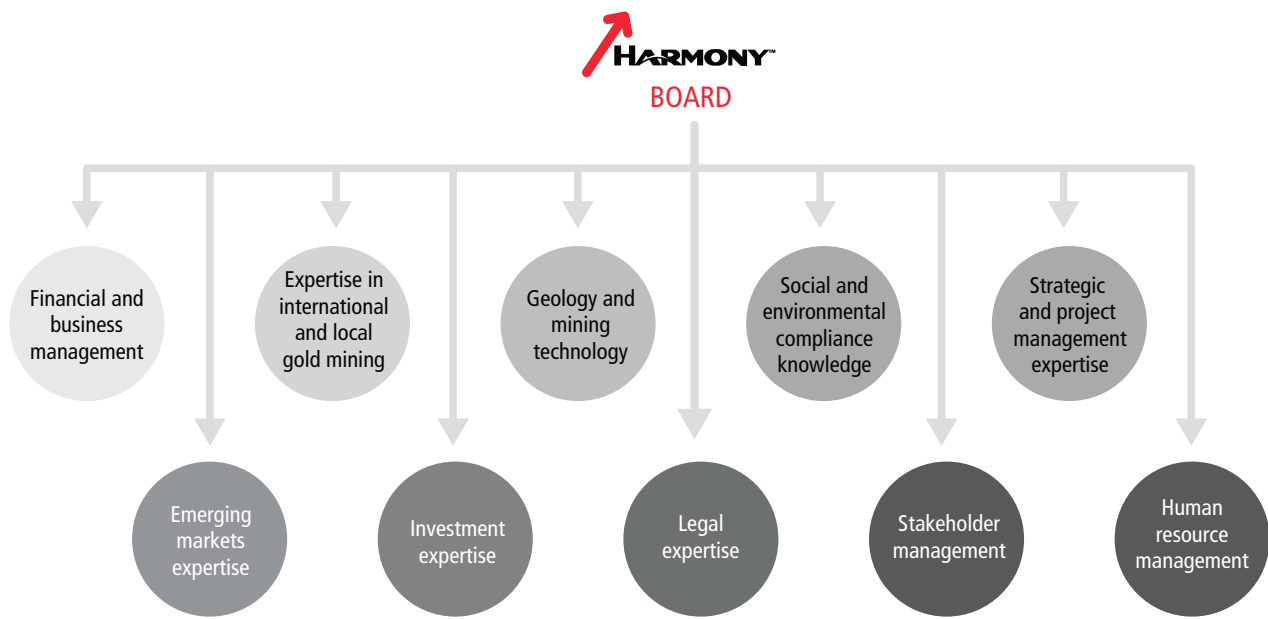 HARMONY™
BOARD
Financial and
business
management
Expertise in
international
and local
gold mining
Geology and
mining
technology
Social and
environmental
compliance
knowledge
Strategic
and project
management
expertise
Emerging
markets
expertise
Investment
expertise
Legal
expertise
Stakeholder
management
Human
resource
management